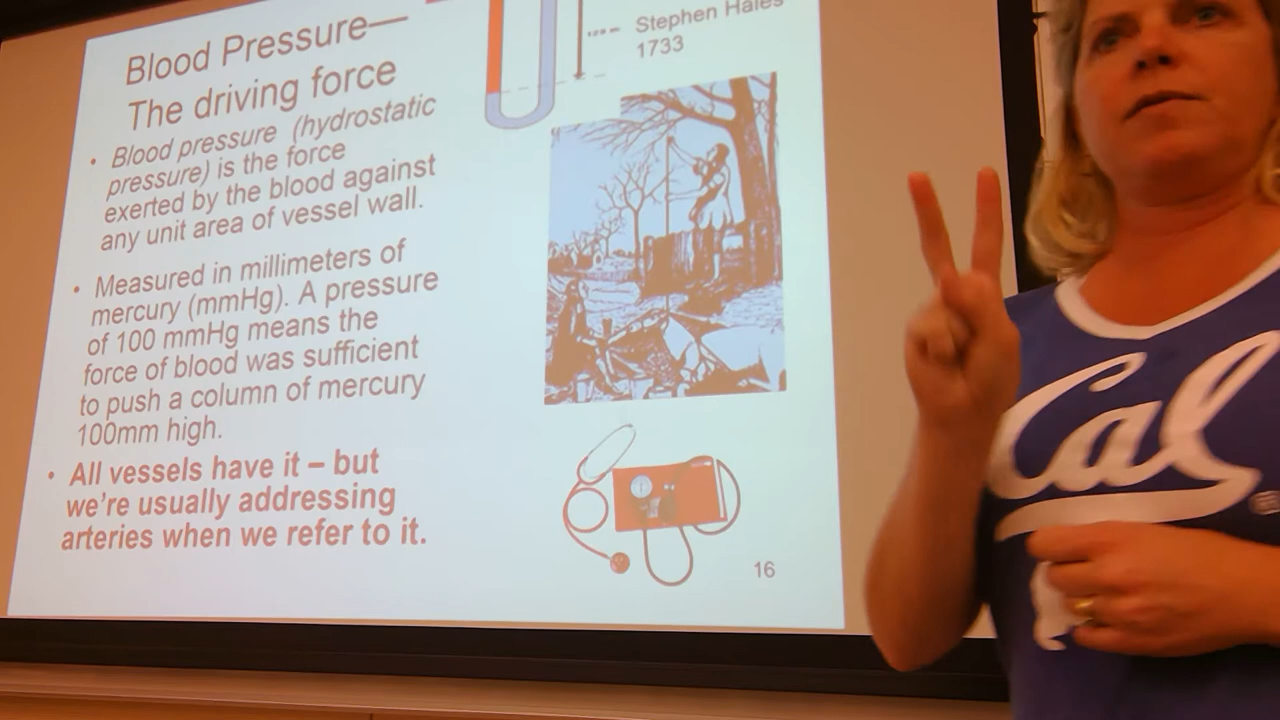 Blood Pressure—
The driving force
• Blood pressure (hydrostatic
pressure) is the force
exerted by the blood against
any unit area of vessel wall.
• Measured in millimeters of
mercury (mmHg). A pressure
of 100 mmHg means the
force of blood was sufficient
to push a column of mercury
100mm high.
• All vessels have it – but
we're usually addressing
arteries when we refer to it.
Stephen Hales
1733
16
Cal
®